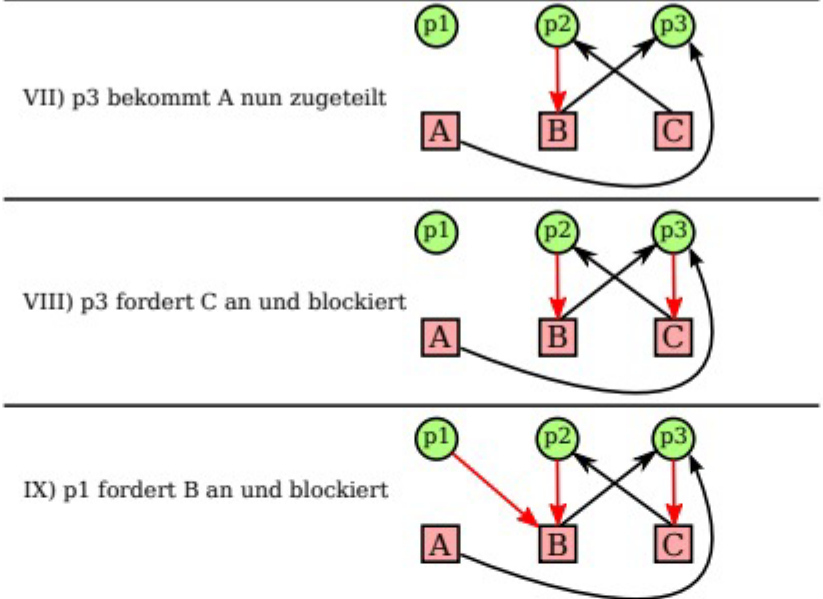 p1 p2 p3
VII) p3 bekommt A nun zugeteilt
A B C
p1 p2 p3
VIII) p3 fordert C an und blockiert
A B C
p1 p2 p3
IX) p1 fordert B an und blockiert
A B C